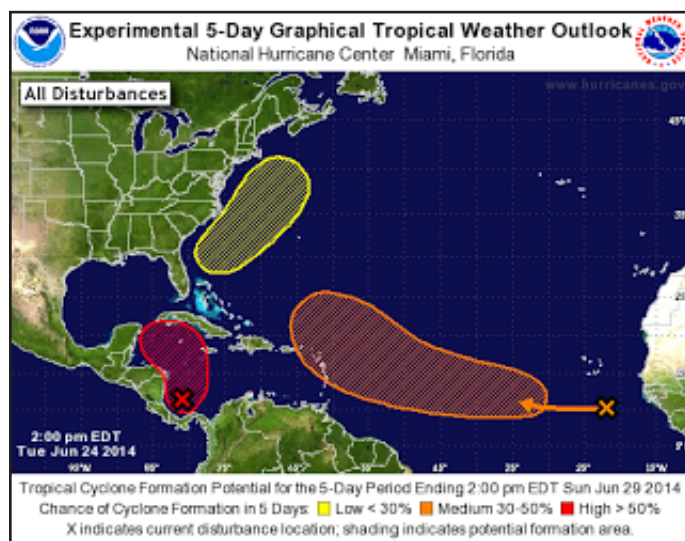 Experimental 5-Day Graphical Tropical Weather Outlook
National Hurricane Center Miami, Florida
All Disturbances
www.hurricanes.gov
2:00 pm EDT
Tue Jun 24 2014
Tropical Cyclone Formation Potential for the 5-Day Period Ending 2:00 pm EDT Sun Jun 29 2014
Chance of Cyclone Formation in 5 Days: Low < 30% Medium 30-50% High > 50%
X indicates current disturbance location; shading indicates potential formation area.